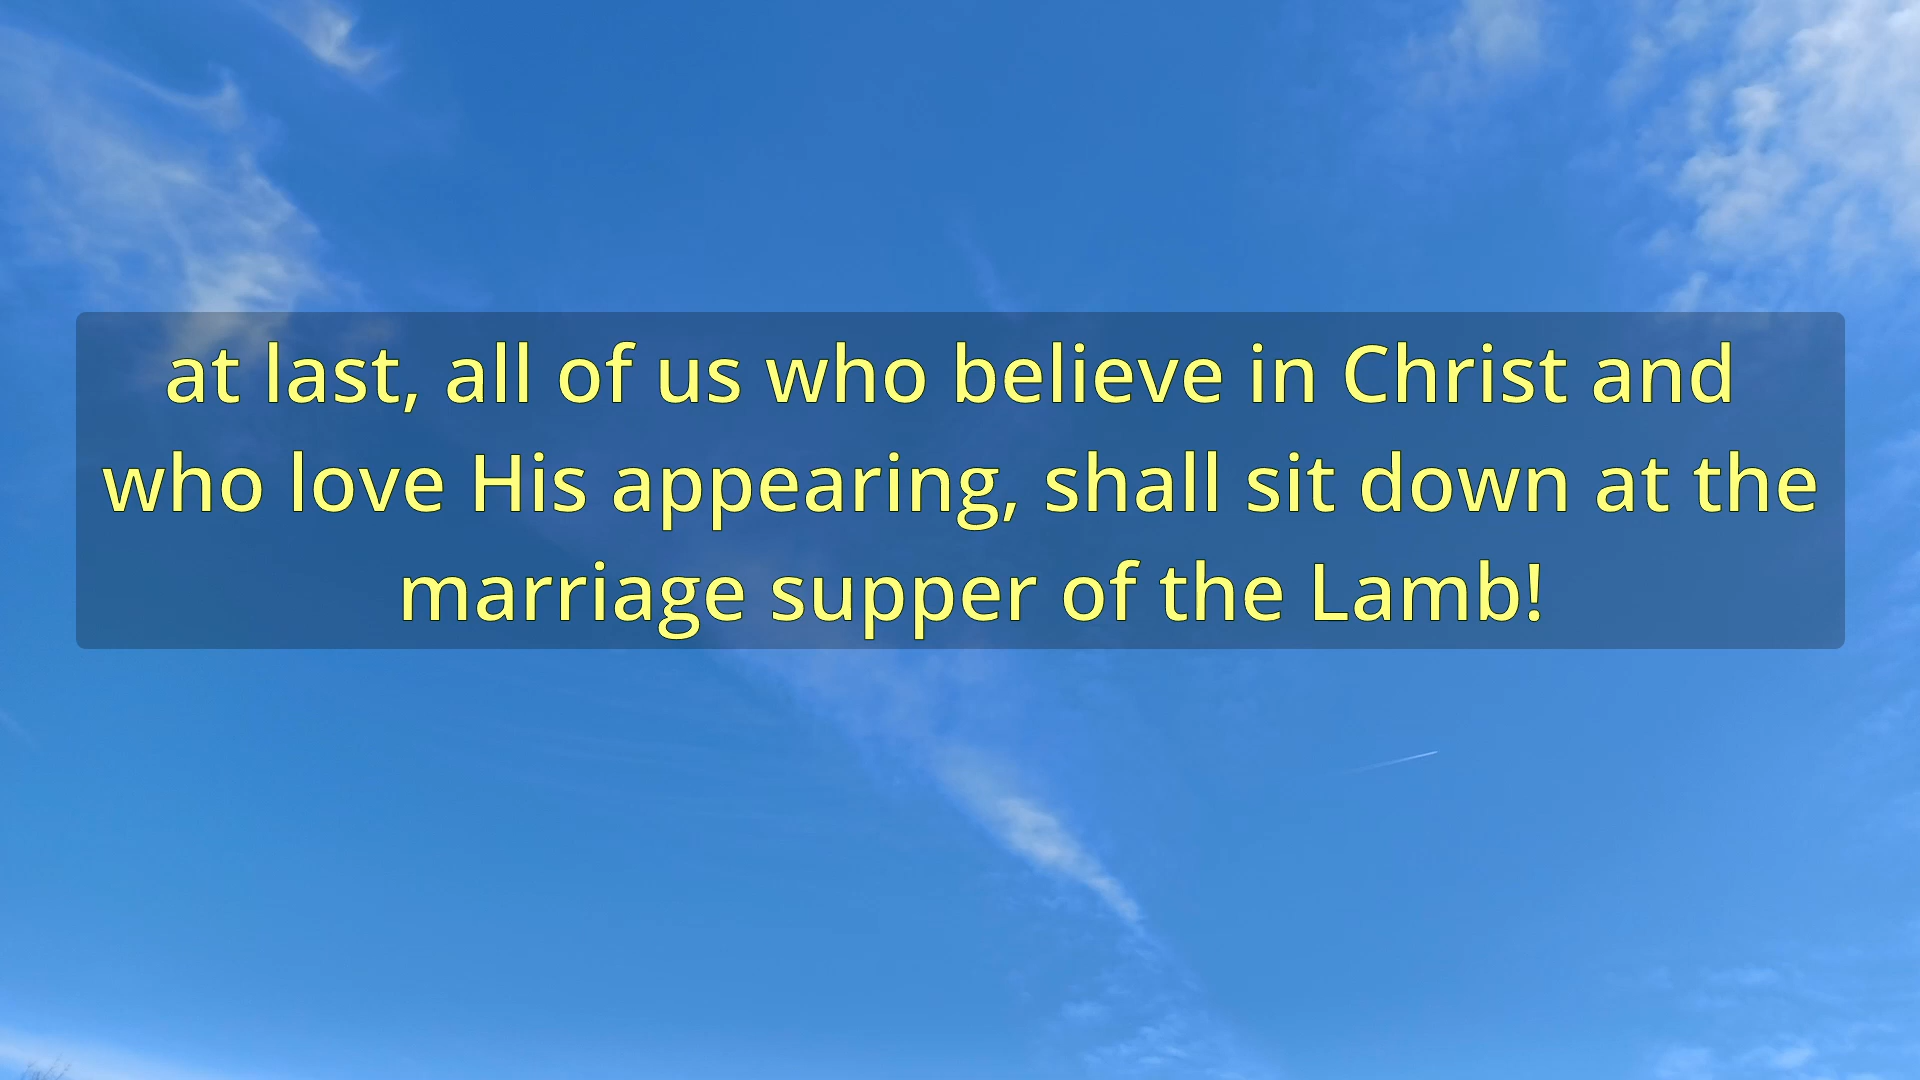 at last, all of us who believe in Christ and
who love His appearing, shall sit down at the
marriage supper of the Lamb!